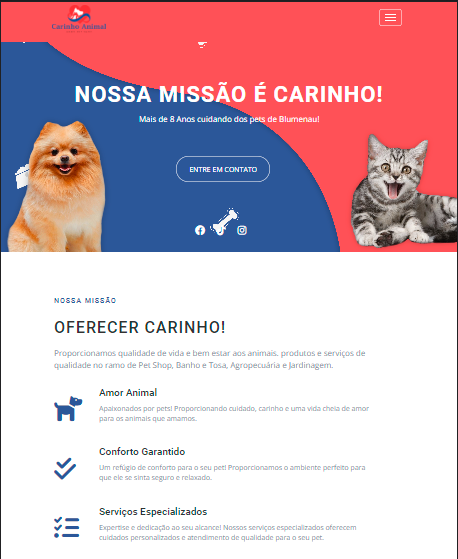 Carinho Animal
NOSSA MISSÃO É CARINHO!
Mais de 8 Anos cuidando dos pets de Blumenau!
ENTRE EM CONTATO
NOSSA MISSÃO
OFERECER CARINHO!
Proporcionamos qualidade de vida e bem estar aos animais. produtos e serviços de
qualidade no ramo de Pet Shop, Banho e Tosa, Agropecuária e Jardinagem.
Amor Animal
Apaixonados por pets! Proporcionando cuidado, carinho e uma vida cheia de amor
para os animais que amamos.
Conforto Garantido
Um refúgio de conforto para o seu pet! Proporcionamos o ambiente perfeito para
que ele se sinta seguro e relaxado.
Serviços Especializados
Expertise e dedicação ao seu alcance! Nossos serviços especializados oferecem
cuidados personalizados e atendimento de qualidade para o seu pet.